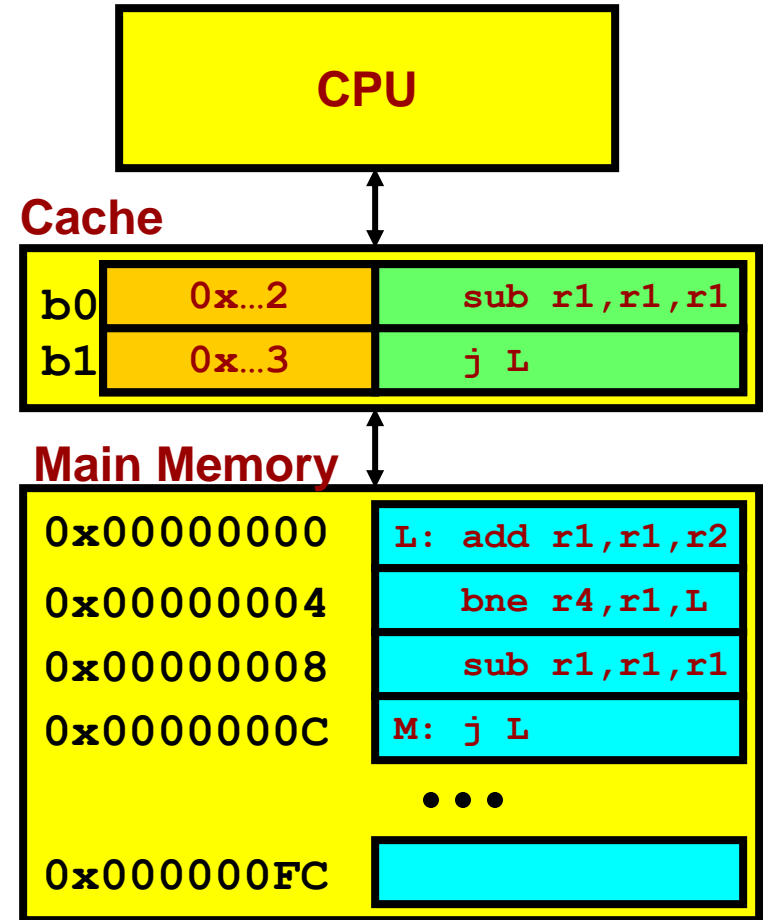 CPU
Cache
b0 0x…2 sub r1,r1,r1
b1 0x…3 j L
Main Memory
0x00000000 L: add r1,r1,r2
0x00000004 bne r4,r1,L
0x00000008 sub r1,r1,r1
0x0000000C M: j L
•••
0x000000FC